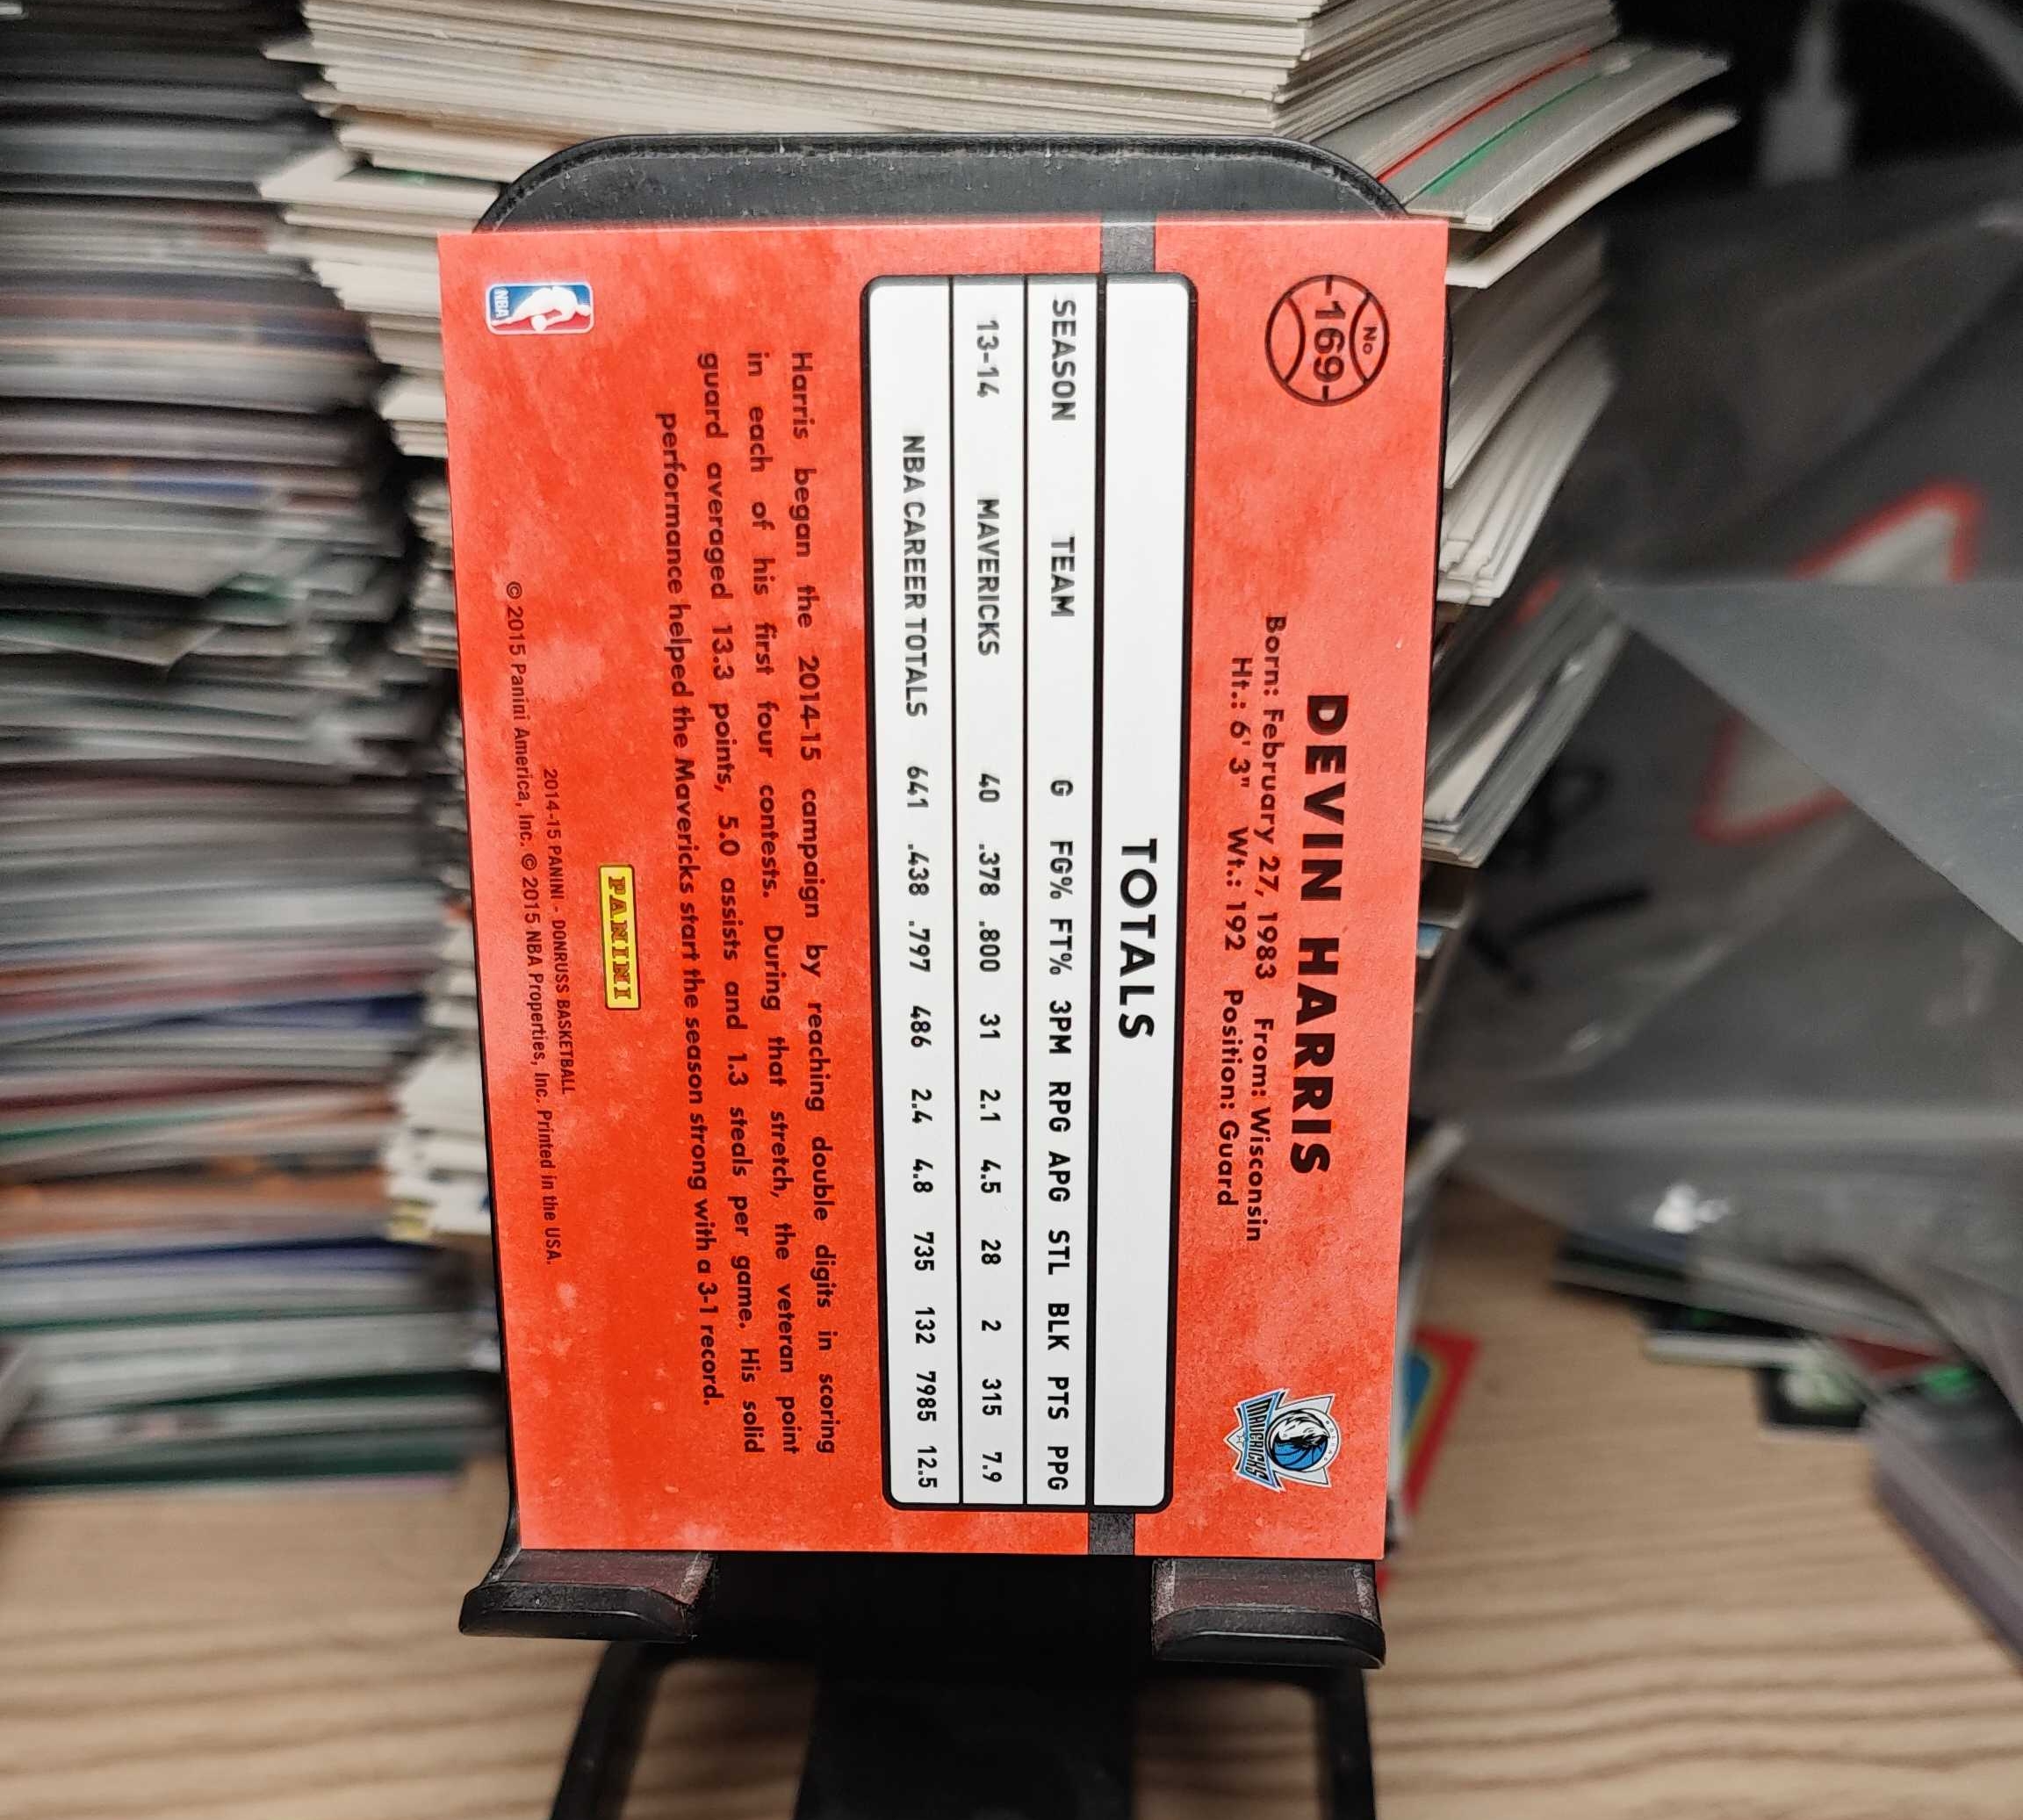 No
-169-
DEVIN HARRIS
Born: February 27, 1983 From: Wisconsin
Ht.: 6' 3" Wt.: 192 Position: Guard
MAVERICKS
TOTALS
SEASON TEAM G FG% FT% 3PM RPG APG STL BLK PTS PPG
13-14 MAVERICKS 40 .378 .800 31 2.1 4.5 28 2 315 7.9
NBA CAREER TOTALS 641 .438 .797 486 2.4 4.8 735 132 7985 12.5
Harris began the 2014-15 campaign by reaching double digits in scoring
in each of his first four contests. During that stretch, the veteran point
guard averaged 13.3 points, 5.0 assists and 1.3 steals per game. His solid
performance helped the Mavericks start the season strong with a 3-1 record.
NBA
PANINI
2014-15 PANINI - DONRUSS BASKETBALL
© 2015 Panini America, Inc. © 2015 NBA Properties, Inc. Printed in the USA.